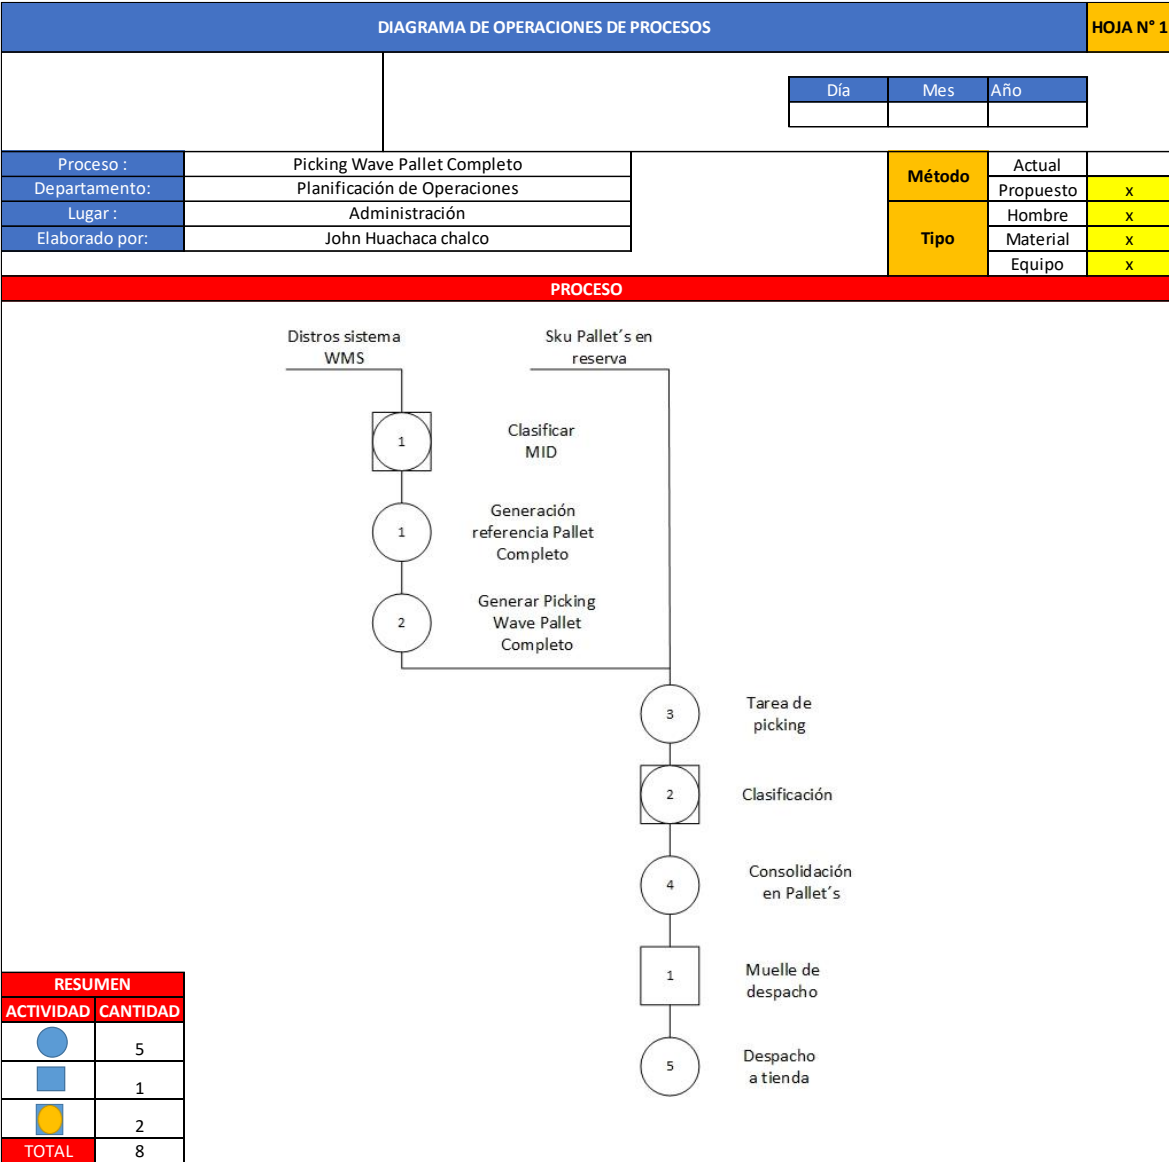 DIAGRAMA DE OPERACIONES DE PROCESOS
HOJA N° 1
Día Mes Año
Proceso : Picking Wave Pallet Completo
Departamento: Planificación de Operaciones
Lugar : Administración
Elaborado por: John Huachaca chalco
Método
Actual
Propuesto x
Tipo
Hombre x
Material x
Equipo x
PROCESO
Distros sistema
WMS
Sku Pallet´s en
reserva
1
Clasificar
MID
1
Generación
referencia Pallet
Completo
2
Generar Picking
Wave Pallet
Completo
3
Tarea de
picking
2
Clasificación
4
Consolidación
en Pallet´s
1
Muelle de
despacho
5
Despacho
a tienda
RESUMEN
ACTIVIDAD CANTIDAD
5
1
2
TOTAL 8